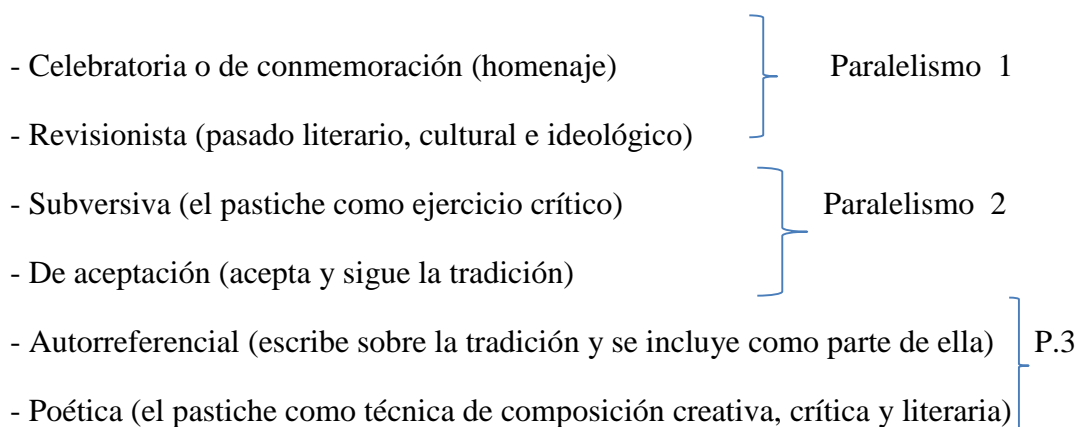 - Celebratoria o de conmemoración (homenaje) Paralelismo 1
- Revisionista (pasado literario, cultural e ideológico)
- Subversiva (el pastiche como ejercicio crítico) Paralelismo 2
- De aceptación (acepta y sigue la tradición)
- Autorreferencial (escribe sobre la tradición y se incluye como parte de ella) P.3
- Poética (el pastiche como técnica de composición creativa, crítica y literaria)